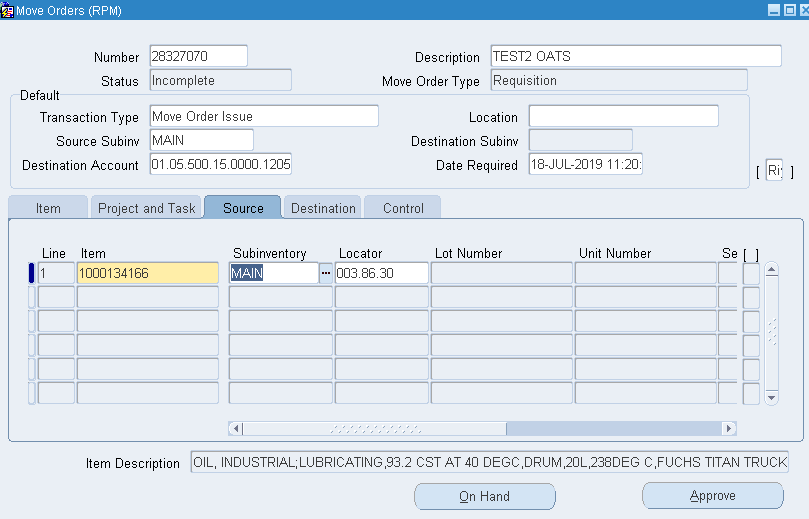 Move Orders (RPM)
Number 28327070 Description TEST2 OATS
Status Incomplete Move Order Type Requisition
Default
Transaction Type Move Order Issue Location
Source Subinv MAIN Destination Subinv
Destination Account 01.05.500.15.0000.1205 Date Required 18-JUL-2019 11:20:
[ Riy ]
Item Project and Task Source Destination Control
Line Item Subinventory Locator Lot Number Unit Number Se [ ]
1 1000134166 MAIN ... 003.86.30
Item Description OIL, INDUSTRIAL;LUBRICATING,93.2 CST AT 40 DEGC,DRUM,20L,238DEG C,FUCHS TITAN TRUCK
On Hand Approve